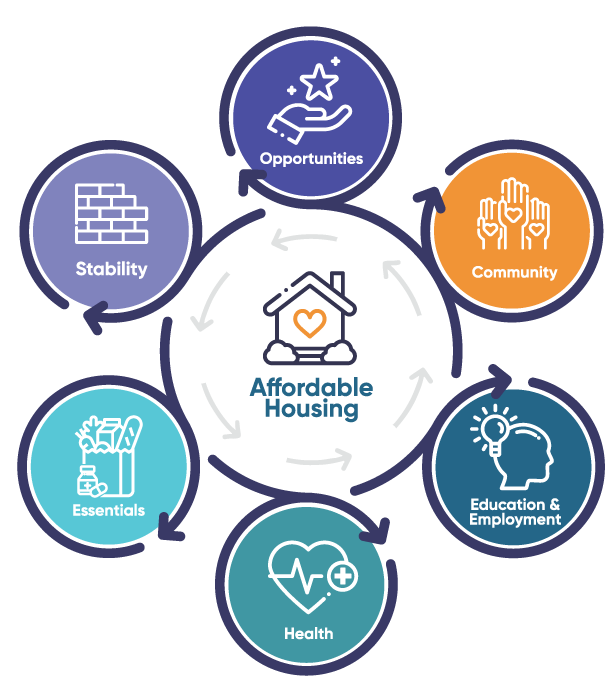 Opportunities
Stability
Community
Affordable
Housing
Essentials
Education &
Employment
Health